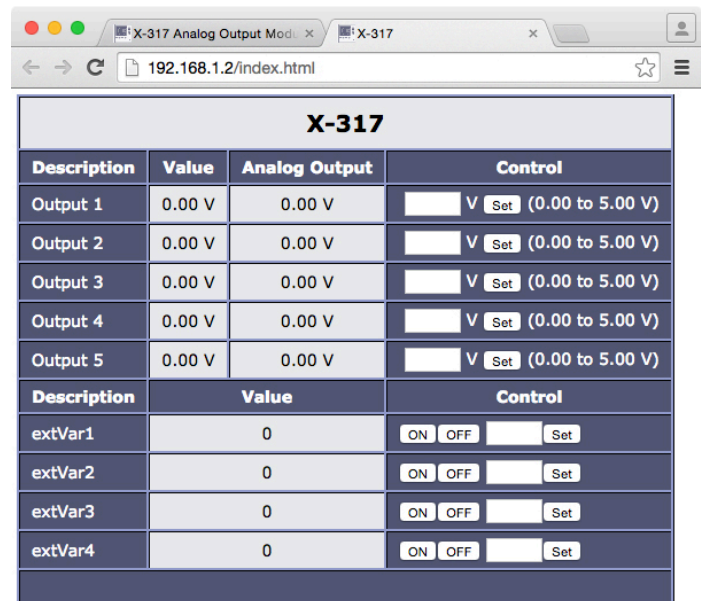 X-317 Analog Output Modu × X-317 ×
192.168.1.2/index.html
X-317
Description Value Analog Output Control
Output 1 0.00 V 0.00 V V Set (0.00 to 5.00 V)
Output 2 0.00 V 0.00 V V Set (0.00 to 5.00 V)
Output 3 0.00 V 0.00 V V Set (0.00 to 5.00 V)
Output 4 0.00 V 0.00 V V Set (0.00 to 5.00 V)
Output 5 0.00 V 0.00 V V Set (0.00 to 5.00 V)
Description Value Control
extVar1 0 ON OFF Set
extVar2 0 ON OFF Set
extVar3 0 ON OFF Set
extVar4 0 ON OFF Set